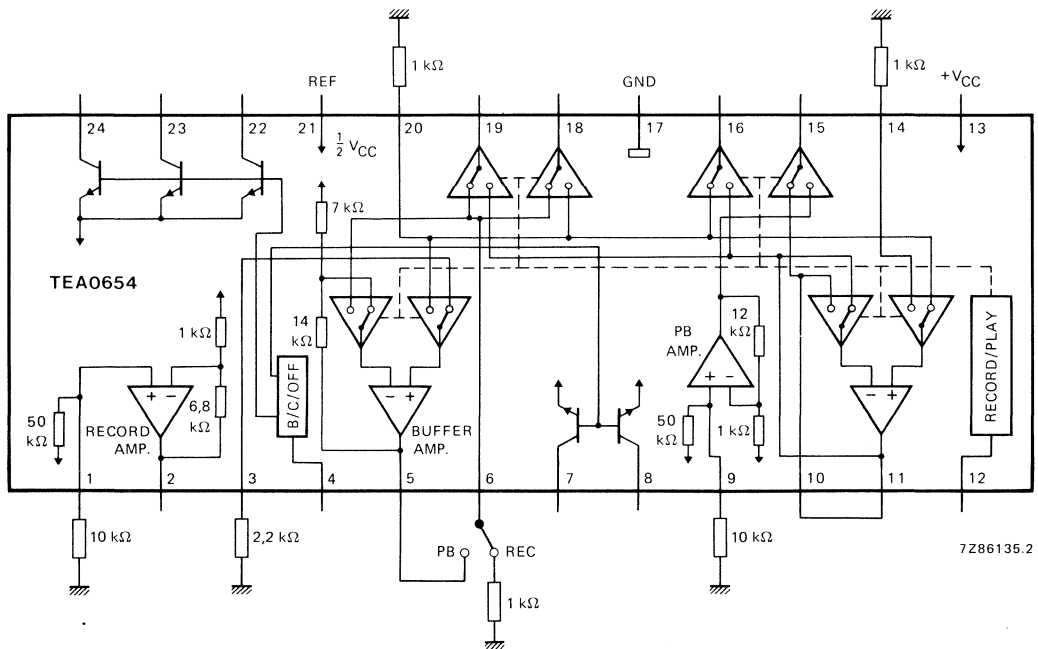 1 kΩ
1 kΩ
REF
GND
+VCC
24
23
22
21
20
19
18
17
16
15
14
13
½ VCC
7 kΩ
TEA0654
1 kΩ
14 kΩ
12 kΩ
PB AMP.
RECORD/PLAY
B/C/OFF
50 kΩ
+ −
6,8 kΩ
RECORD AMP.
− +
BUFFER AMP.
+ −
50 kΩ
1 kΩ
− +
1
2
3
4
5
6
7
8
9
10
11
12
10 kΩ
2,2 kΩ
PB
REC
10 kΩ
7Z86135.2
1 kΩ